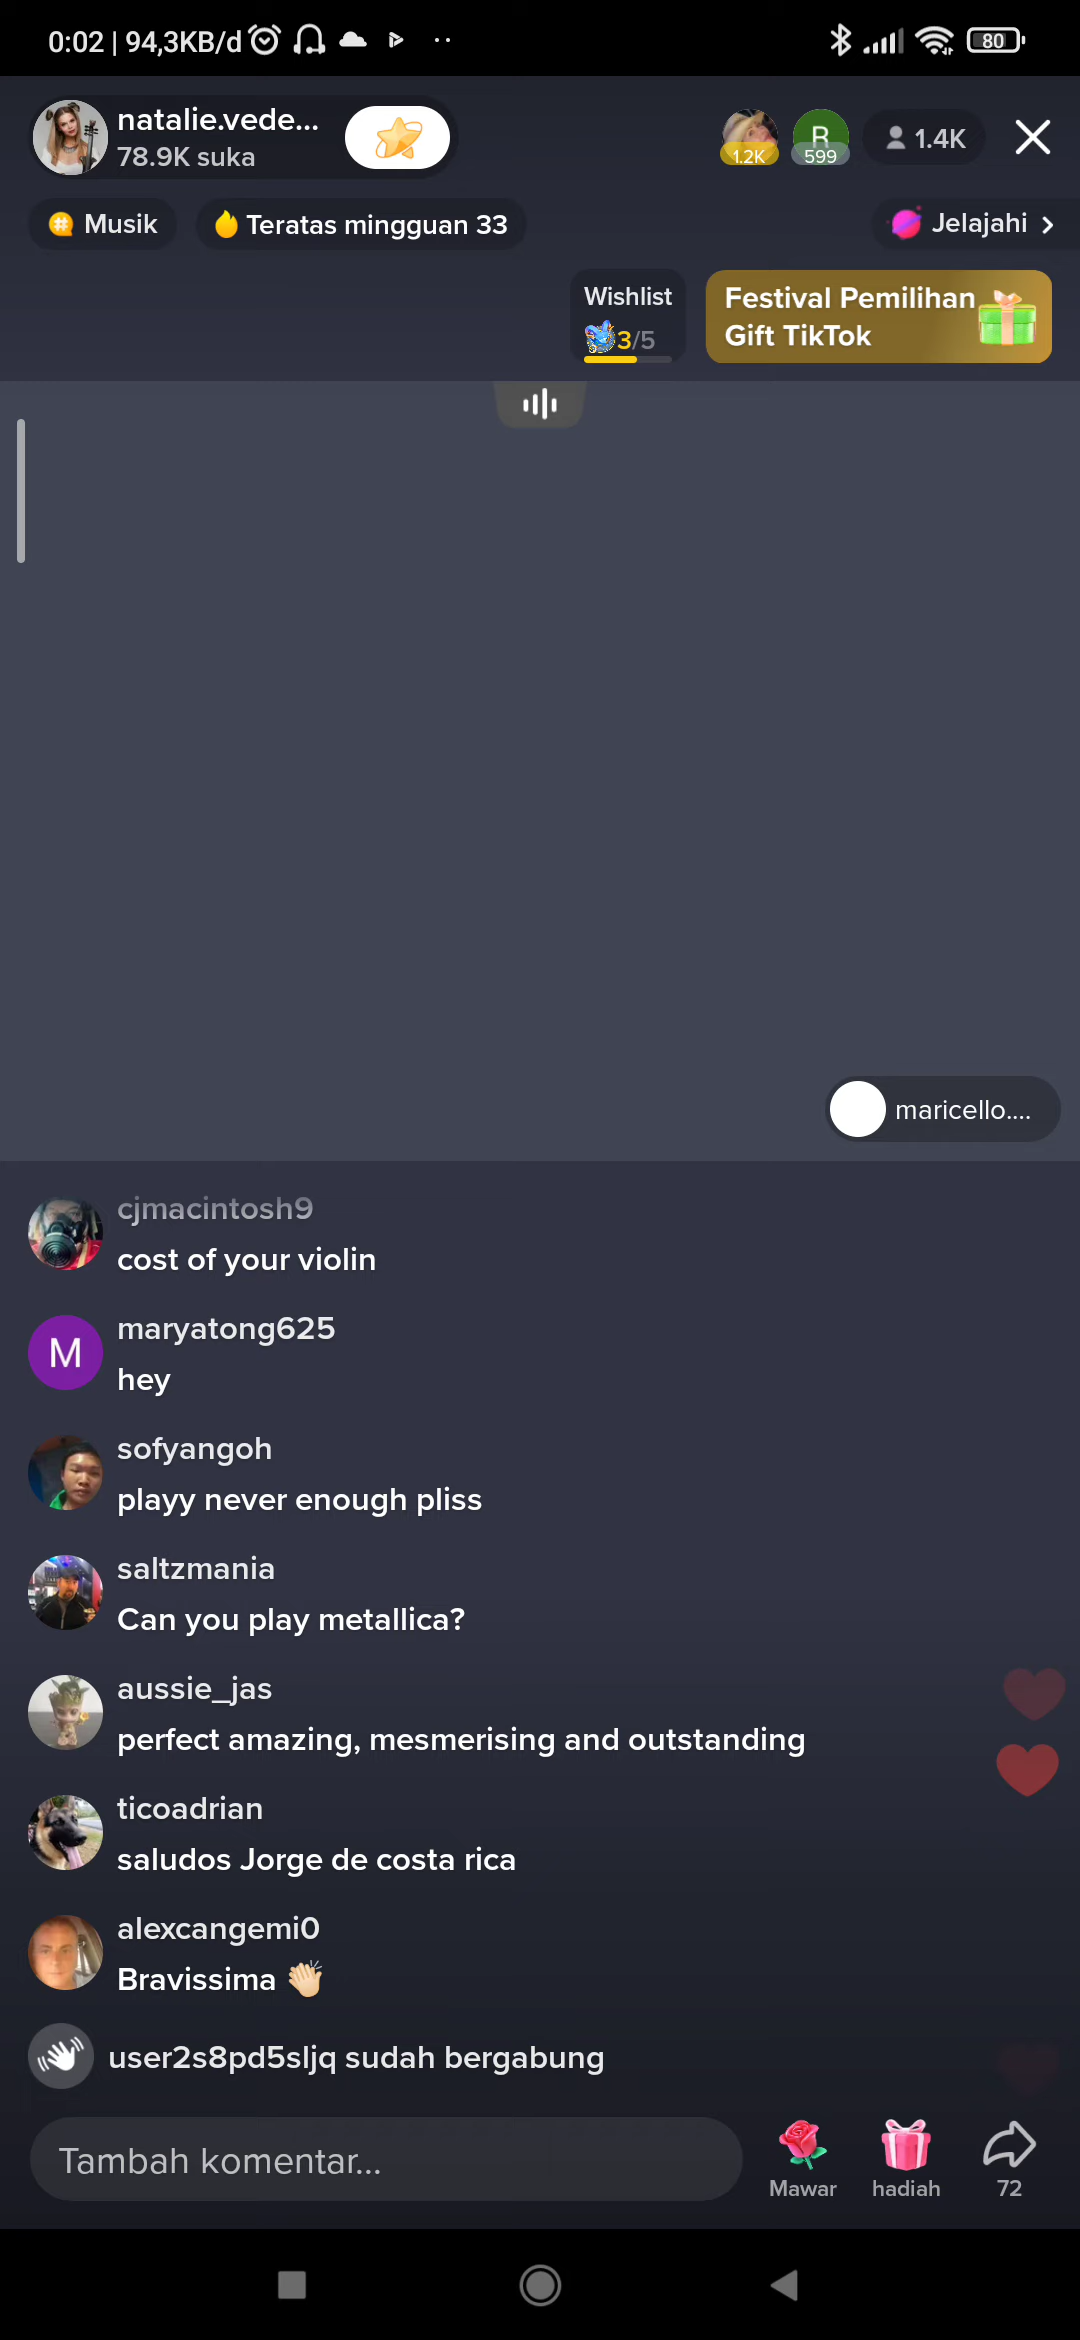 0:02 | 94,3KB/d
80
natalie.vede...
78.9K suka
1.2K
R
599
1.4K
Musik
Teratas mingguan 33
Jelajahi
Wishlist
3/5
Festival Pemilihan
Gift TikTok
maricello....
cjmacintosh9
cost of your violin
M
maryatong625
hey
sofyangoh
playy never enough pliss
saltzmania
Can you play metallica?
aussie_jas
perfect amazing, mesmerising and outstanding
ticoadrian
saludos Jorge de costa rica
alexcangemi0
Bravissima 👏🏻
user2s8pd5sljq sudah bergabung
Tambah komentar...
Mawar
hadiah
72